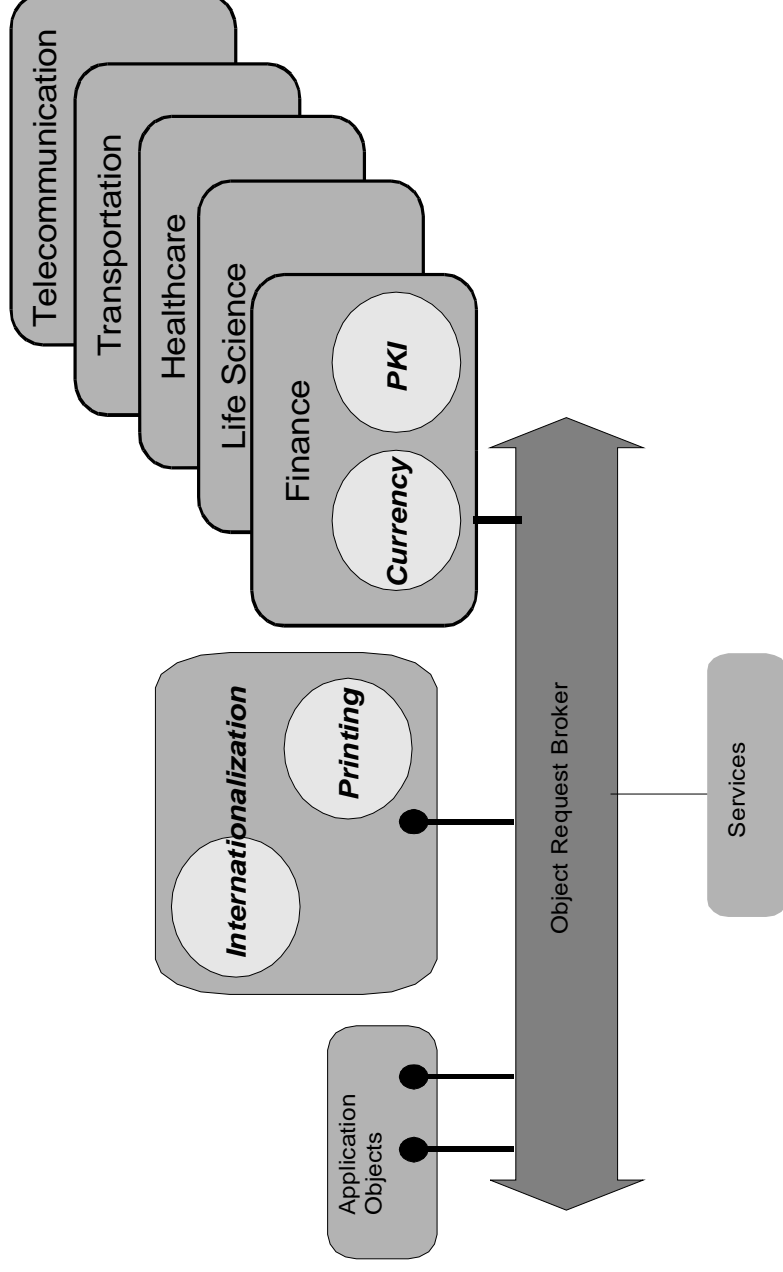 Telecommunication
Transportation
Healthcare
Life Science
Finance
Currency
PKI
Internationalization
Printing
Application
Objects
Object Request Broker
Services